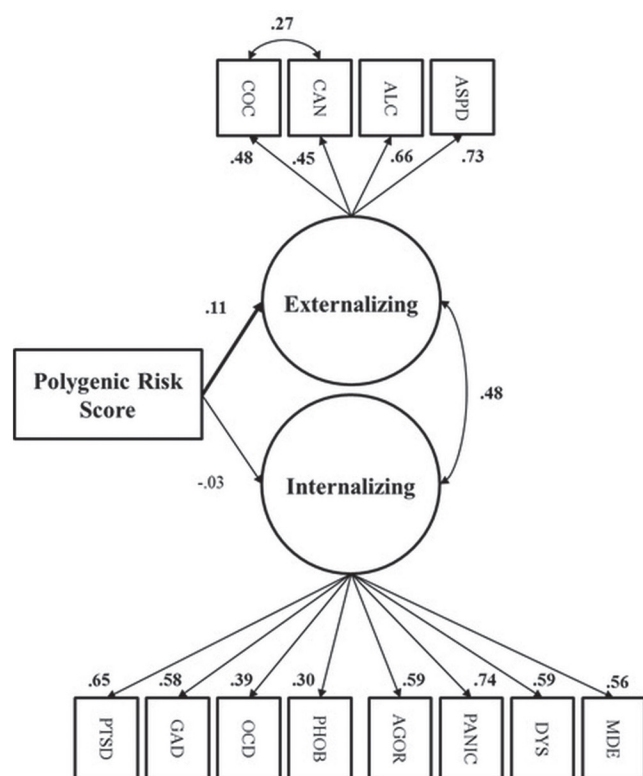 .27
COC
CAN
ALC
ASPD
.48
.45
.66
.73
.11
Externalizing
Polygenic Risk
Score
.48
-.03
Internalizing
.65
.58
.39
.30
.59
.74
.59
.56
PTSD
GAD
OCD
PHOB
AGOR
PANIC
DYS
MDE